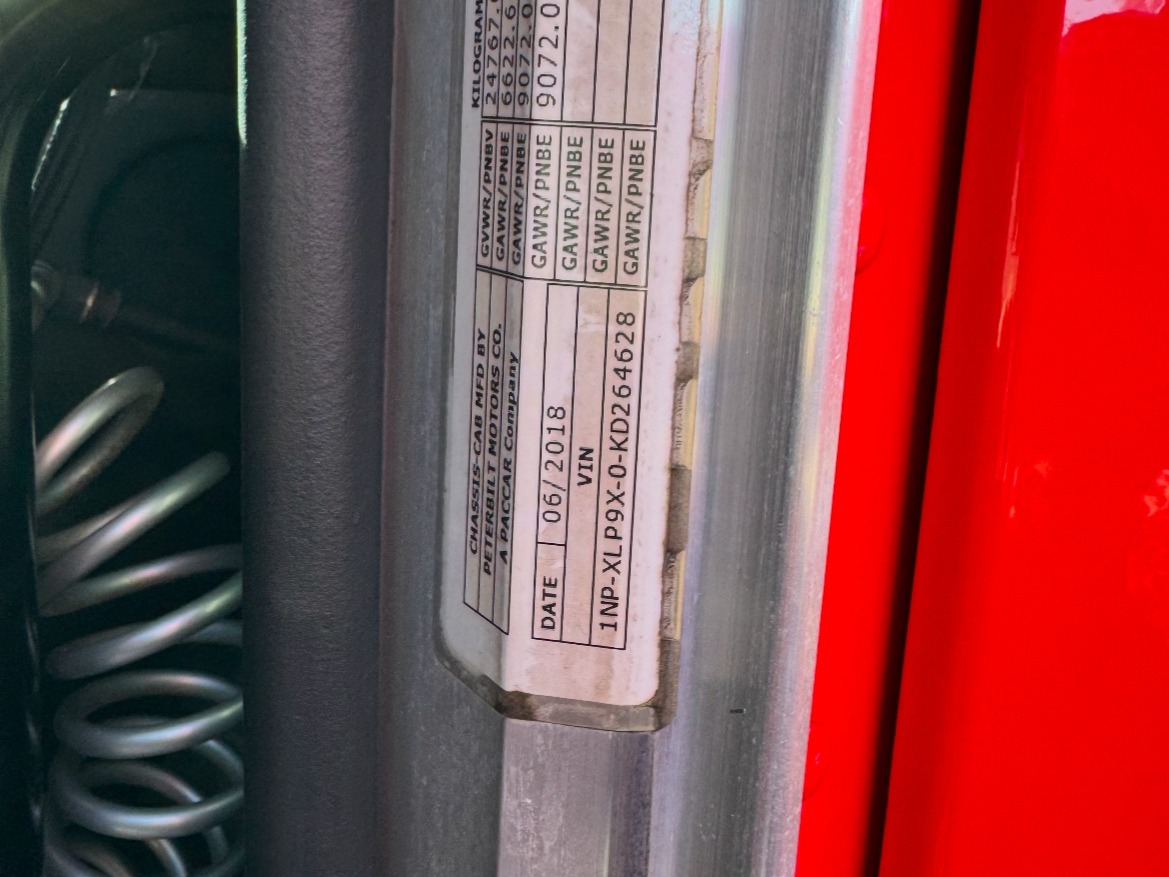 CHASSIS-CAB MFD BY
PETERBILT MOTORS CO.
A PACCAR Company
DATE 06/2018
VIN
1NP-XLP9X-0-KD264628
KILOGRAM
GVWR/PNBV 24767.
GAWR/PNBE 6622.6
GAWR/PNBE 9072.0
GAWR/PNBE 9072.0
GAWR/PNBE
GAWR/PNBE
GAWR/PNBE